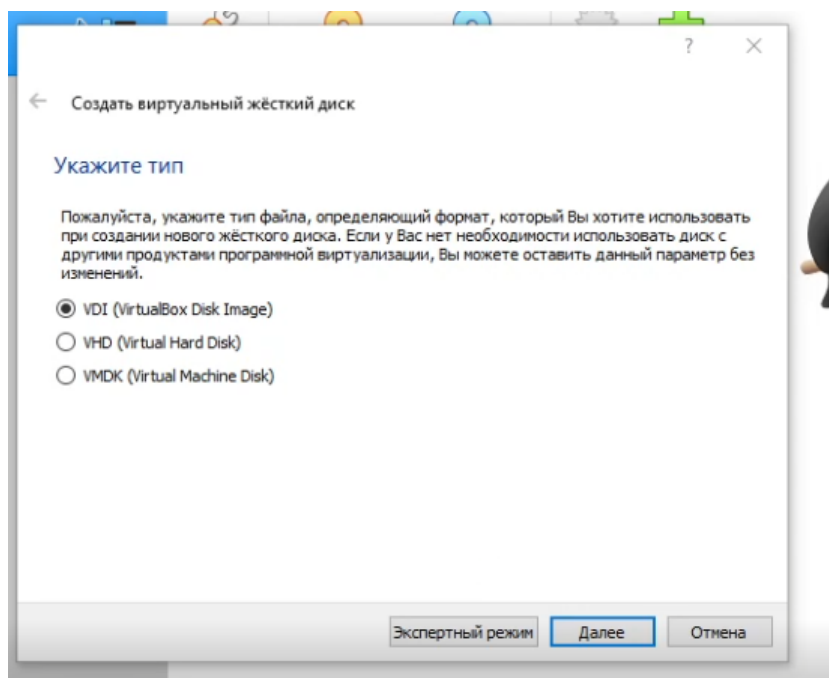 ?
Создать виртуальный жёсткий диск
Укажите тип
Пожалуйста, укажите тип файла, определяющий формат, который Вы хотите использовать
при создании нового жёсткого диска. Если у Вас нет необходимости использовать диск с
другими продуктами программной виртуализации, Вы можете оставить данный параметр без
изменений.
VDI (VirtualBox Disk Image)
VHD (Virtual Hard Disk)
VMDK (Virtual Machine Disk)
Экспертный режим Далее Отмена